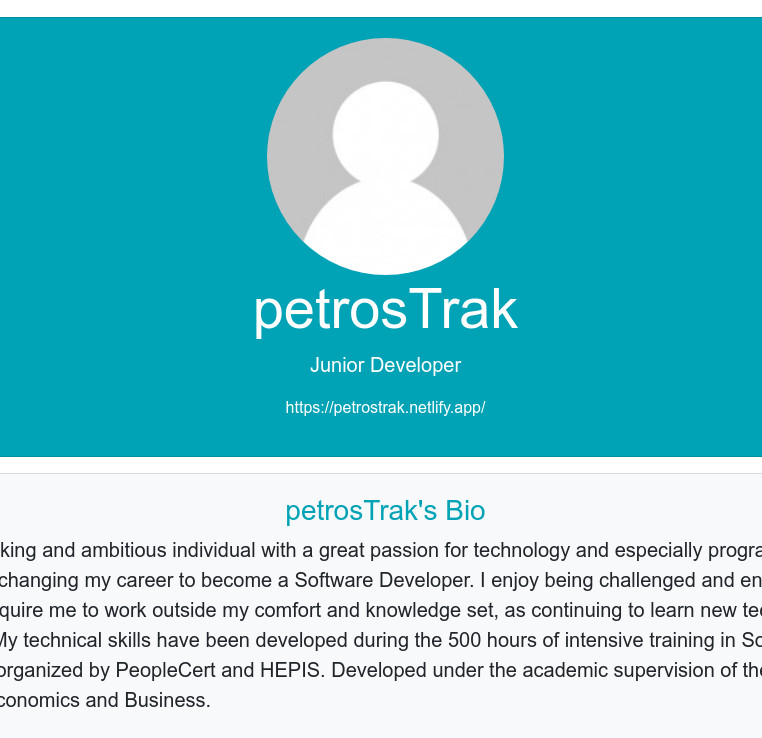 petrosTrak
Junior Developer
https://petrostrak.netlify.app/
petrosTrak's Bio
king and ambitious individual with a great passion for technology and especially progra
changing my career to become a Software Developer. I enjoy being challenged and en
quire me to work outside my comfort and knowledge set, as continuing to learn new te
My technical skills have been developed during the 500 hours of intensive training in So
organized by PeopleCert and HEPIS. Developed under the academic supervision of the
conomics and Business.